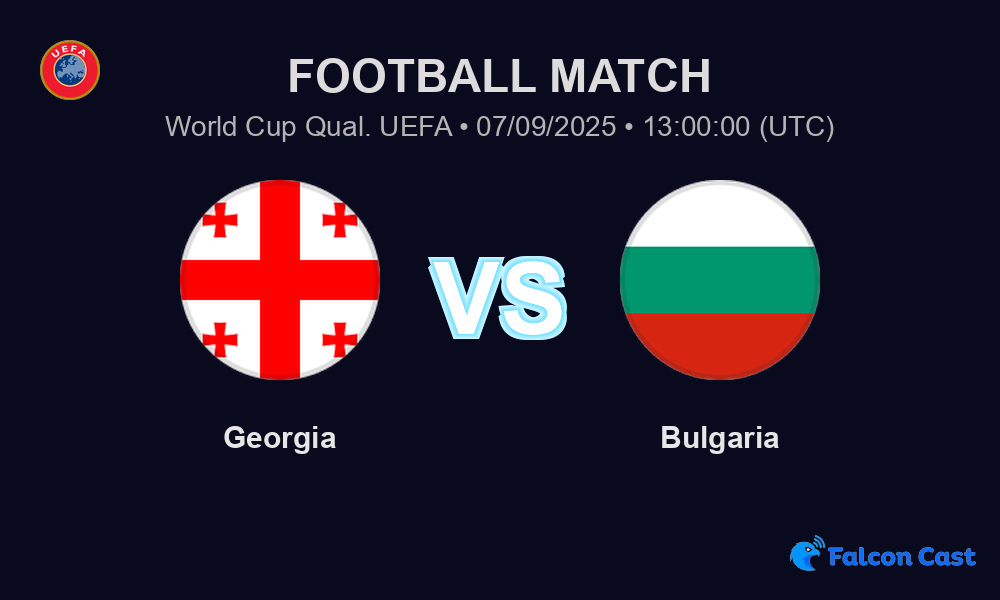 UEFA
FOOTBALL MATCH
World Cup Qual. UEFA • 07/09/2025 • 13:00:00 (UTC)
VS
Georgia
Bulgaria
Falcon Cast